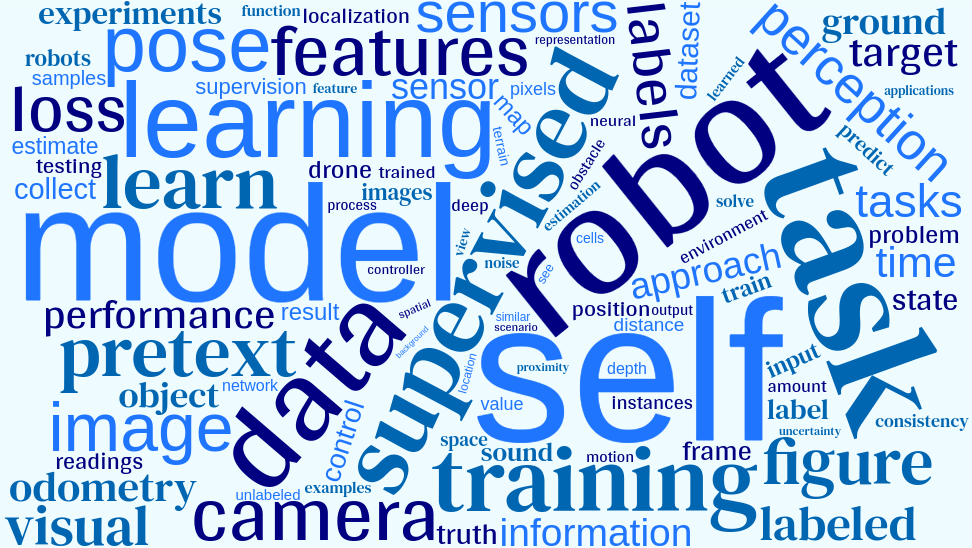 experiments
function
localization
sensors
labels
dataset
perception
ground
target
robots
pose
features
representation
learned
applications
samples
supervision
feature
sensor
pixels
map
loss
learning
neural
terrain
supervised
obstacle
robot
predict
estimate
testing
collect
learn
drone
trained
images
process
deep
estimation
solve
task
tasks
problem
time
state
model
controller
view
noise
see
cells
environment
approach
train
performance
result
data
spatial
background
similar
scenario
position
output
distance
self
pretext
object
network
image
control
location
proximity
depth
value
instances
input
amount
label
uncertainty
consistency
readings
space
sound
motion
frame
figure
odometry
unlabeled
examples
training
visual
camera
truth
information
labeled